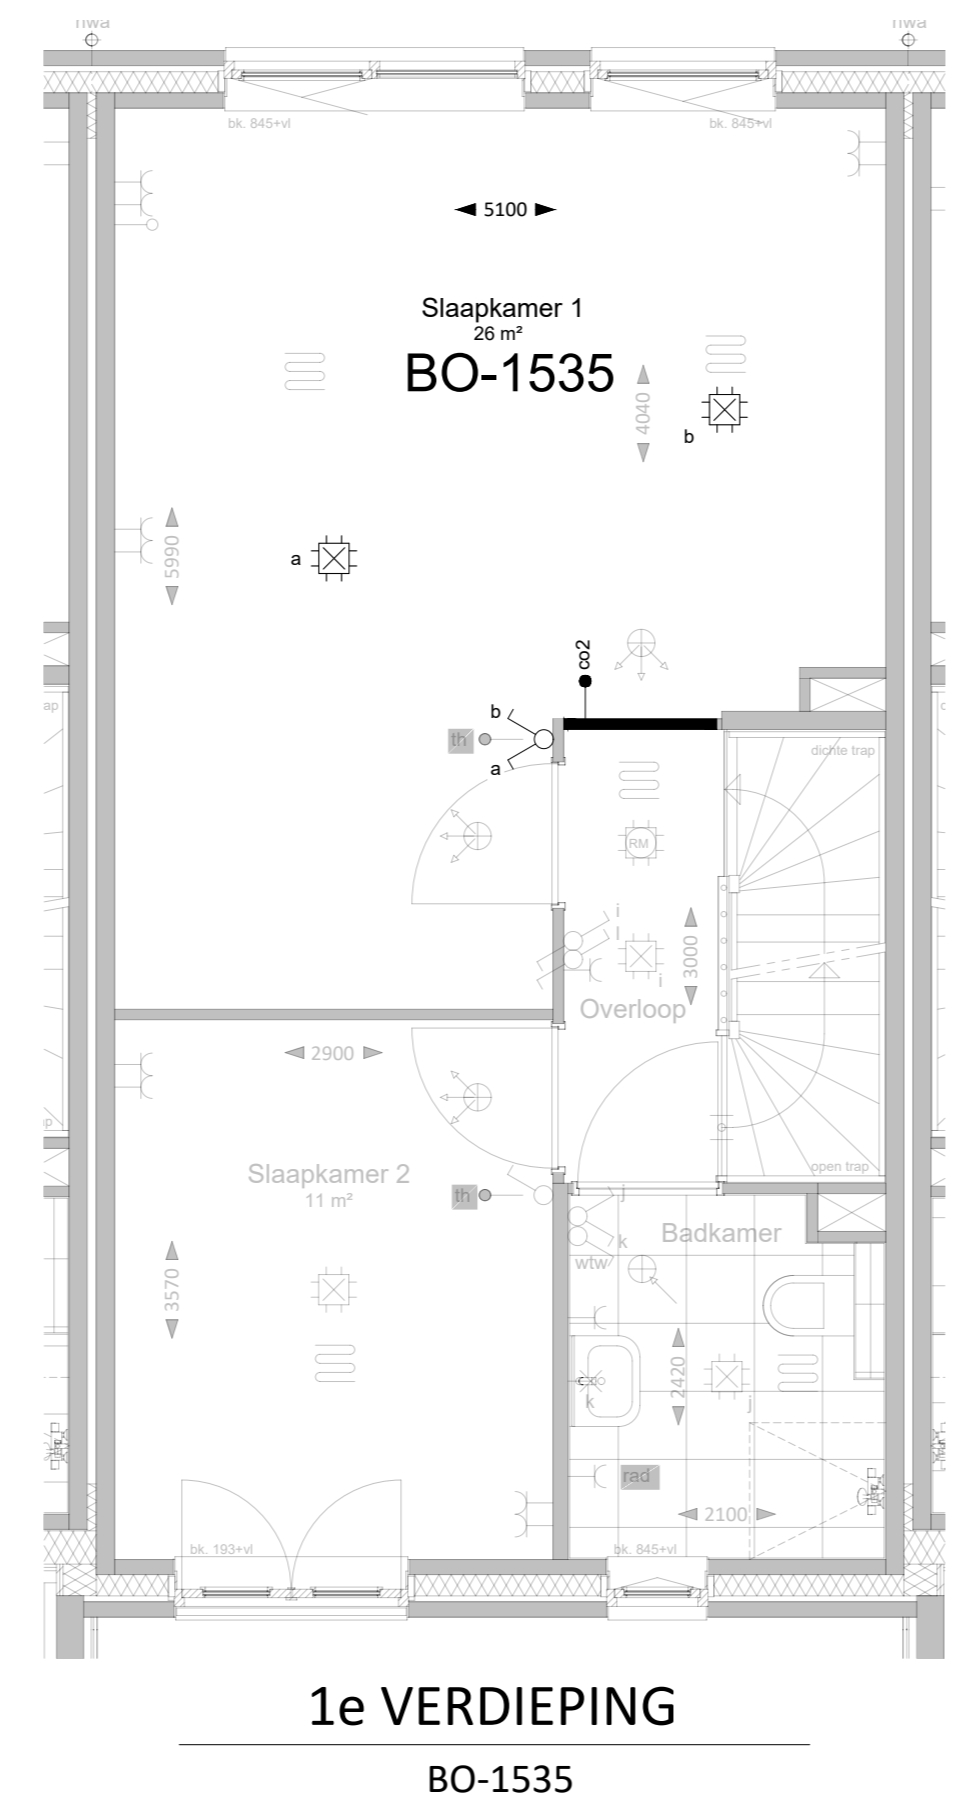 hwa
hwa
bk. 845+vl
bk. 845+vl
5100
Slaapkamer 1
26 m²
BO-1535
4040
b
a
5990
co2
b
th
a
ap
dichte trap
RM
i
l
3000
i
Overloop
2900
open trap
Slaapkamer 2
11 m²
th
j
Badkamer
k
wtw
3570
2420
k
j
rad
2100
bk. 193+vl
bk. 845+vl
1e VERDIEPING
BO-1535